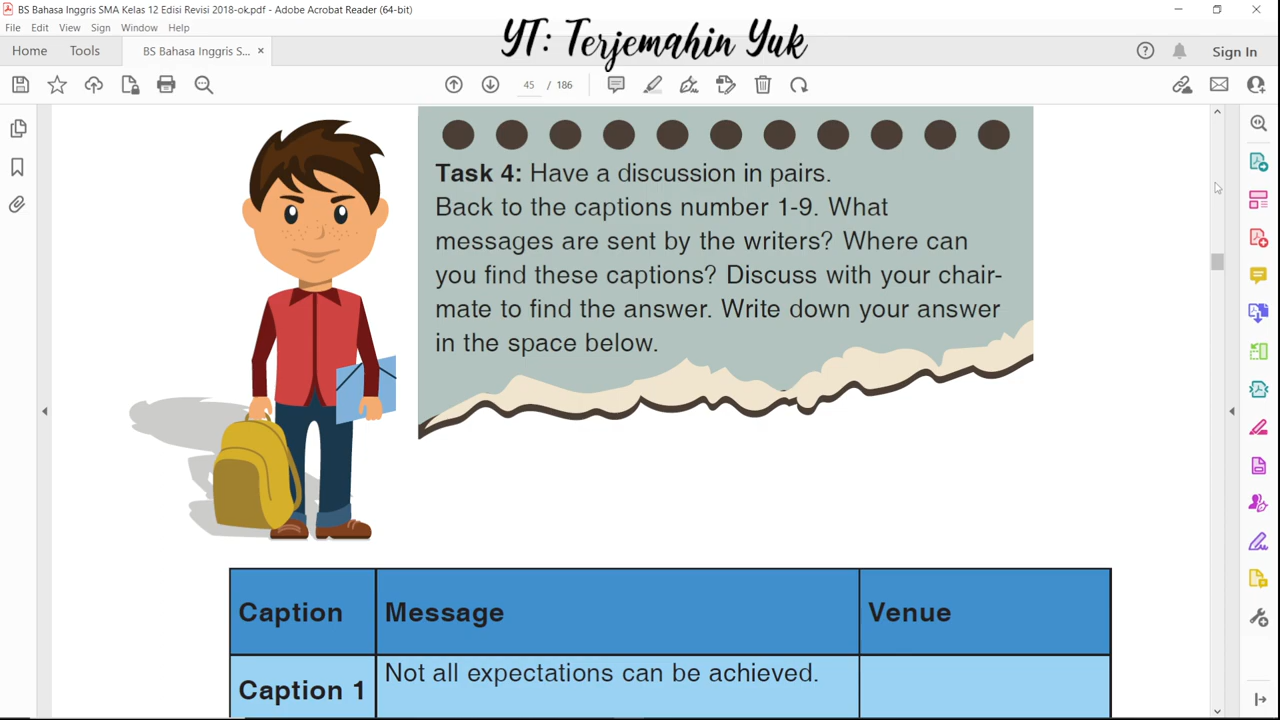 BS Bahasa Inggris SMA Kelas 12 Edisi Revisi 2018-ok.pdf - Adobe Acrobat Reader (64-bit)
File Edit View Sign Window Help
YT: Terjemahin Yuk
Home Tools BS Bahasa Inggris S... × Sign In
45 / 186
Task 4: Have a discussion in pairs.
Back to the captions number 1-9. What
messages are sent by the writers? Where can
you find these captions? Discuss with your chair-
mate to find the answer. Write down your answer
in the space below.
Caption Message Venue
Caption 1 Not all expectations can be achieved.